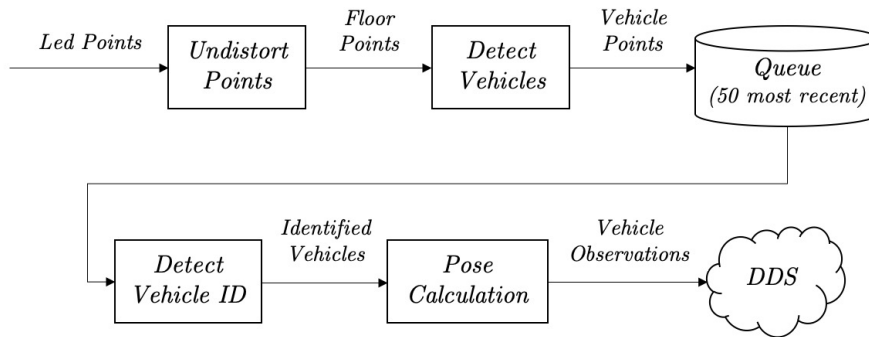 Led Points
Undistort
Points
Floor
Points
Detect
Vehicles
Vehicle
Points
Queue
(50 most recent)
Detect
Vehicle ID
Identified
Vehicles
Pose
Calculation
Vehicle
Observations
DDS